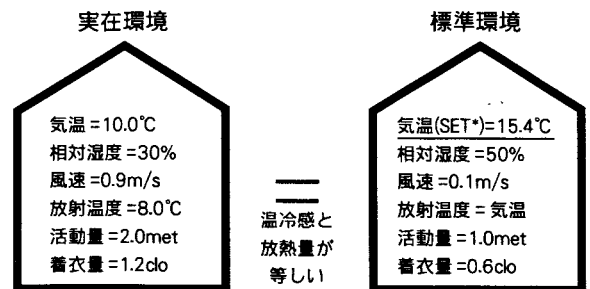 実在環境
気温=10.0℃
相対湿度=30%
風速=0.9m/s
放射温度=8.0℃
活動量=2.0met
着衣量=1.2clo
=
温冷感と
放熱量が
等しい
標準環境
気温(SET*)=15.4℃
相対湿度=50%
風速=0.1m/s
放射温度=気温
活動量=1.0met
着衣量=0.6clo